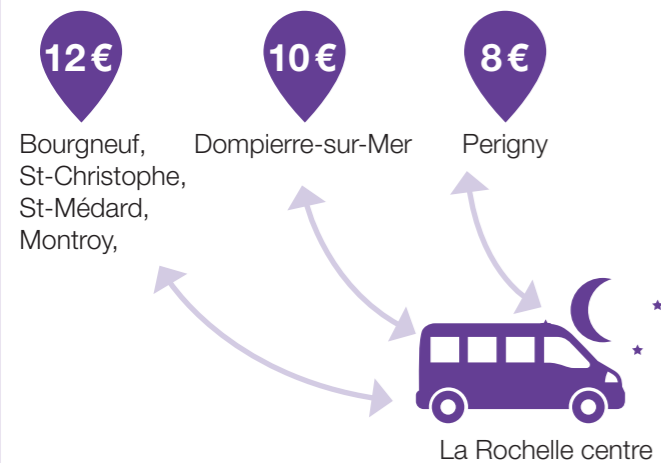 12 €
10 €
8 €
Bourgneuf,
St-Christophe,
St-Médard,
Montroy,
Dompierre-sur-Mer
Perigny
La Rochelle centre